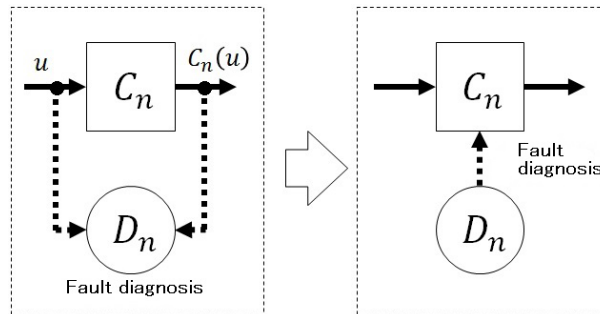 u
C_n(u)
C_n
D_n
Fault diagnosis
C_n
Fault
diagnosis
D_n